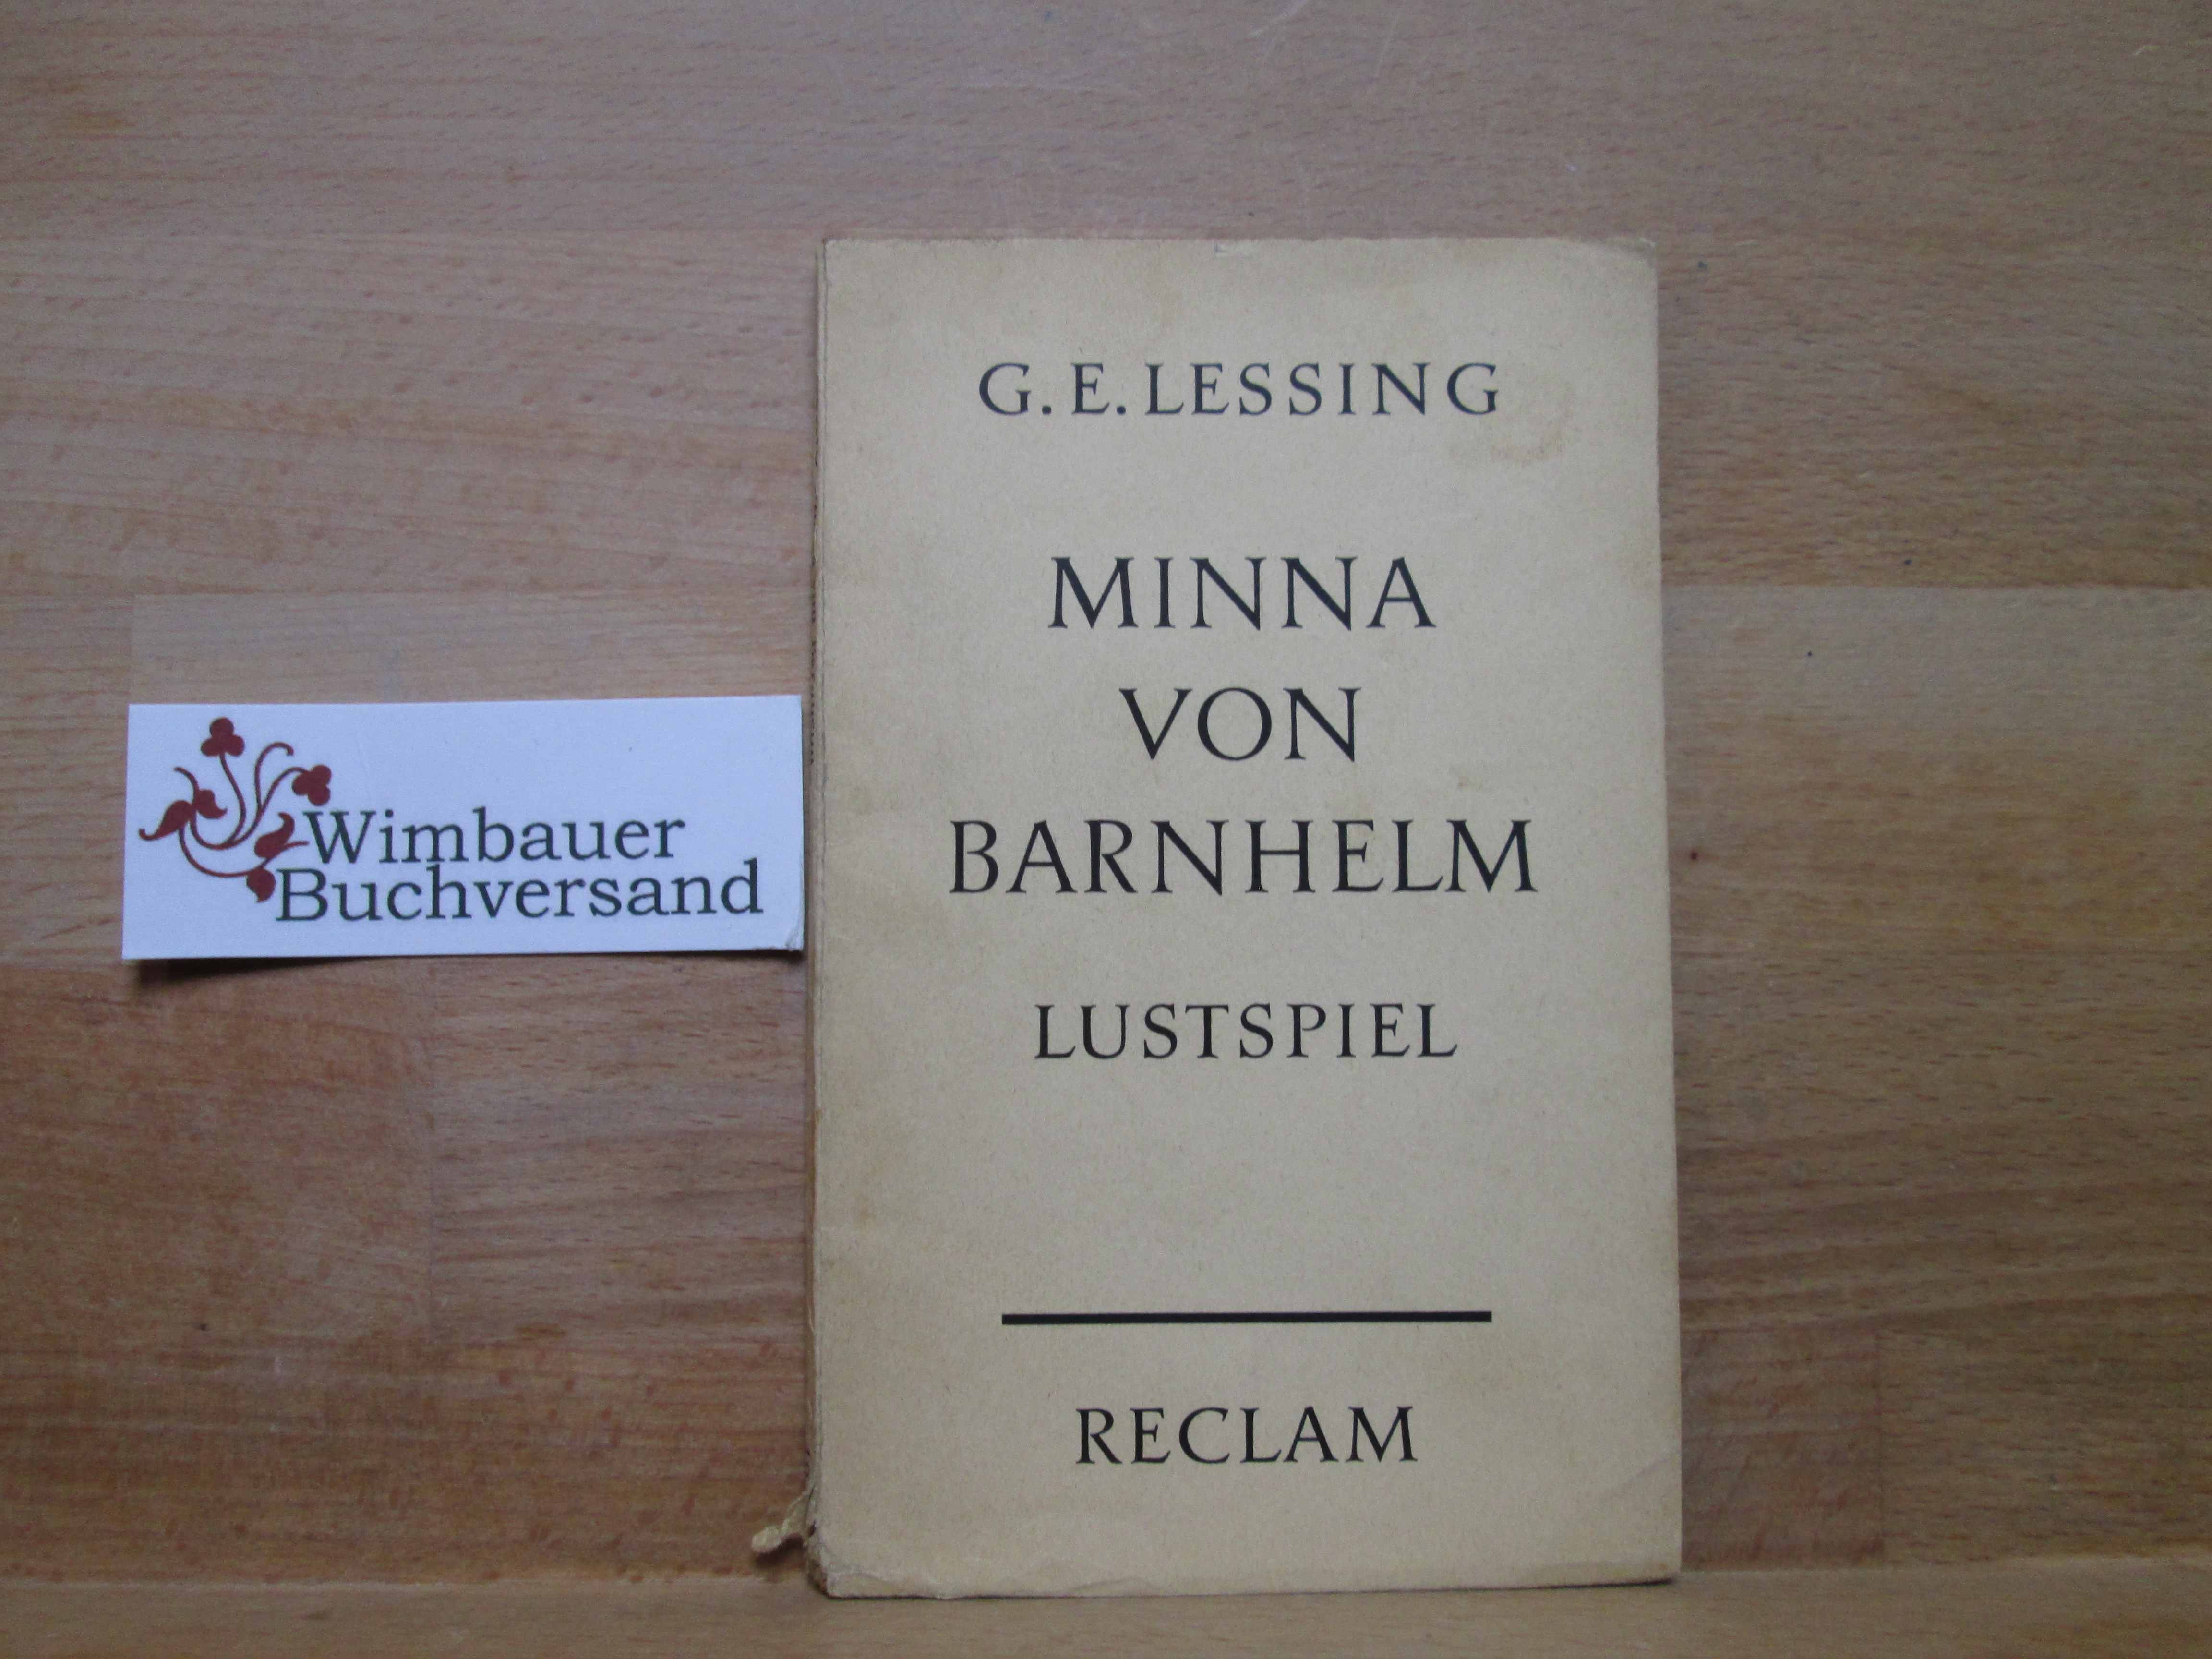 G. E. LESSING
MINNA
VON
BARNHELM
LUSTSPIEL
RECLAM
Wimbauer
Buchversand